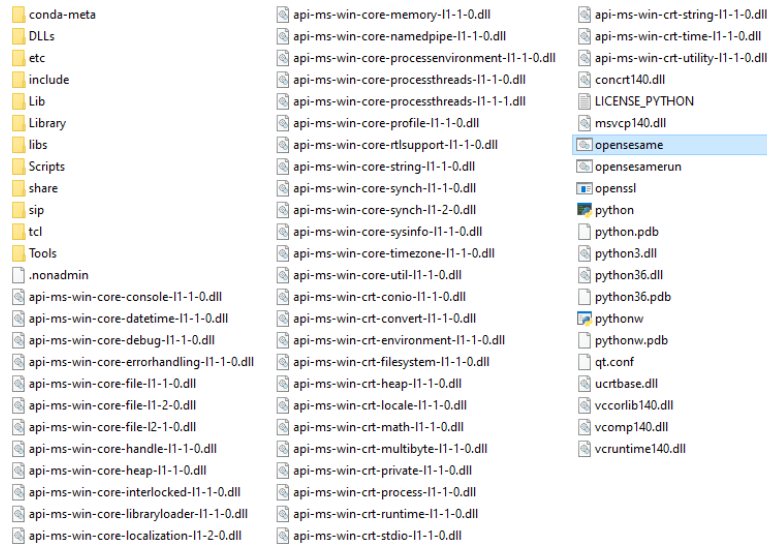 conda-meta
DLLs
etc
include
Lib
Library
libs
Scripts
share
sip
tcl
Tools
.nonadmin
api-ms-win-core-console-l1-1-0.dll
api-ms-win-core-datetime-l1-1-0.dll
api-ms-win-core-debug-l1-1-0.dll
api-ms-win-core-errorhandling-l1-1-0.dll
api-ms-win-core-file-l1-1-0.dll
api-ms-win-core-file-l1-2-0.dll
api-ms-win-core-file-l2-1-0.dll
api-ms-win-core-handle-l1-1-0.dll
api-ms-win-core-heap-l1-1-0.dll
api-ms-win-core-interlocked-l1-1-0.dll
api-ms-win-core-libraryloader-l1-1-0.dll
api-ms-win-core-localization-l1-2-0.dll
api-ms-win-core-memory-l1-1-0.dll
api-ms-win-core-namedpipe-l1-1-0.dll
api-ms-win-core-processenvironment-l1-1-0.dll
api-ms-win-core-processthreads-l1-1-0.dll
api-ms-win-core-processthreads-l1-1-1.dll
api-ms-win-core-profile-l1-1-0.dll
api-ms-win-core-rtlsupport-l1-1-0.dll
api-ms-win-core-string-l1-1-0.dll
api-ms-win-core-synch-l1-1-0.dll
api-ms-win-core-synch-l1-2-0.dll
api-ms-win-core-sysinfo-l1-1-0.dll
api-ms-win-core-timezone-l1-1-0.dll
api-ms-win-core-util-l1-1-0.dll
api-ms-win-crt-conio-l1-1-0.dll
api-ms-win-crt-convert-l1-1-0.dll
api-ms-win-crt-environment-l1-1-0.dll
api-ms-win-crt-filesystem-l1-1-0.dll
api-ms-win-crt-heap-l1-1-0.dll
api-ms-win-crt-locale-l1-1-0.dll
api-ms-win-crt-math-l1-1-0.dll
api-ms-win-crt-multibyte-l1-1-0.dll
api-ms-win-crt-private-l1-1-0.dll
api-ms-win-crt-process-l1-1-0.dll
api-ms-win-crt-runtime-l1-1-0.dll
api-ms-win-crt-stdio-l1-1-0.dll
api-ms-win-crt-string-l1-1-0.dll
api-ms-win-crt-time-l1-1-0.dll
api-ms-win-crt-utility-l1-1-0.dll
concrt140.dll
LICENSE_PYTHON
msvcp140.dll
opensesame
opensesamerun
openssl
python
python.pdb
python3.dll
python36.dll
python36.pdb
pythonw
pythonw.pdb
qt.conf
ucrtbase.dll
vccorlib140.dll
vcomp140.dll
vcruntime140.dll